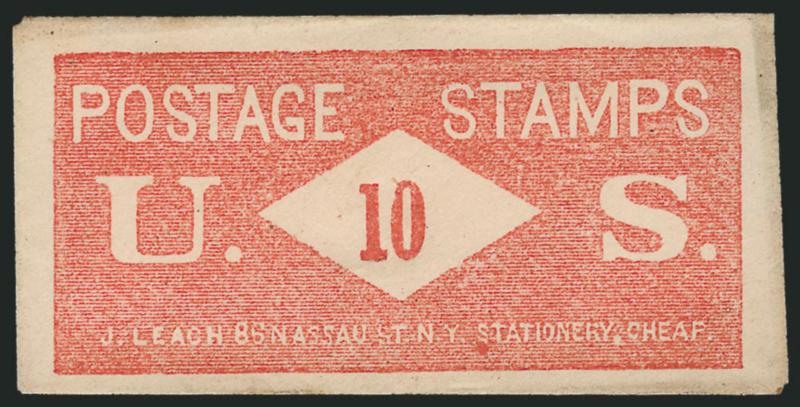 POSTAGE STAMPS
U. 10 S.
J. LEACH 86 NASSAU ST. N.Y. STATIONERY, CHEAP.